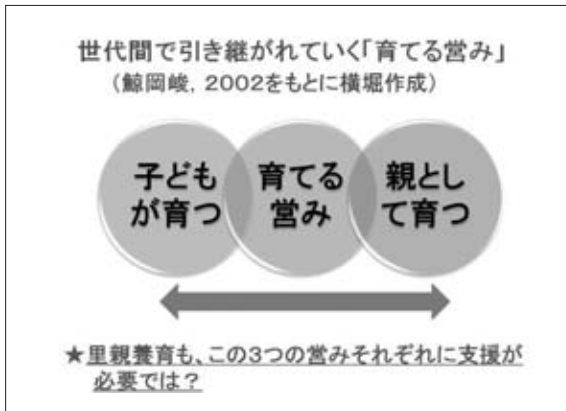 世代間で引き継がれていく「育てる営み」
(鯨岡峻, 2002をもとに横堀作成)
子ども
が育つ
育てる
営み
親とし
て育つ
★里親養育も、この3つの営みそれぞれに支援が
必要では?